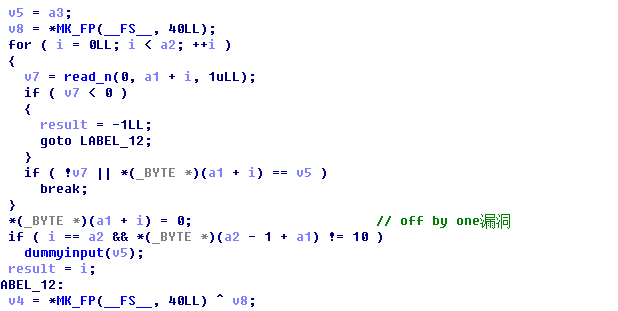 v5 = a3;
v8 = *MK_FP(__FS__, 40LL);
for ( i = 0LL; i < a2; ++i )
{
v7 = read_n(0, a1 + i, 1uLL);
if ( v7 < 0 )
{
result = -1LL;
goto LABEL_12;
}
if ( !v7 || *(_BYTE *)(a1 + i) == v5 )
break;
}
*(_BYTE *)(a1 + i) = 0; // off by one漏洞
if ( i == a2 && *(_BYTE *)(a2 - 1 + a1) != 10 )
dummyinput(v5);
result = i;
ABEL_12:
v4 = *MK_FP(__FS__, 40LL) ^ v8;